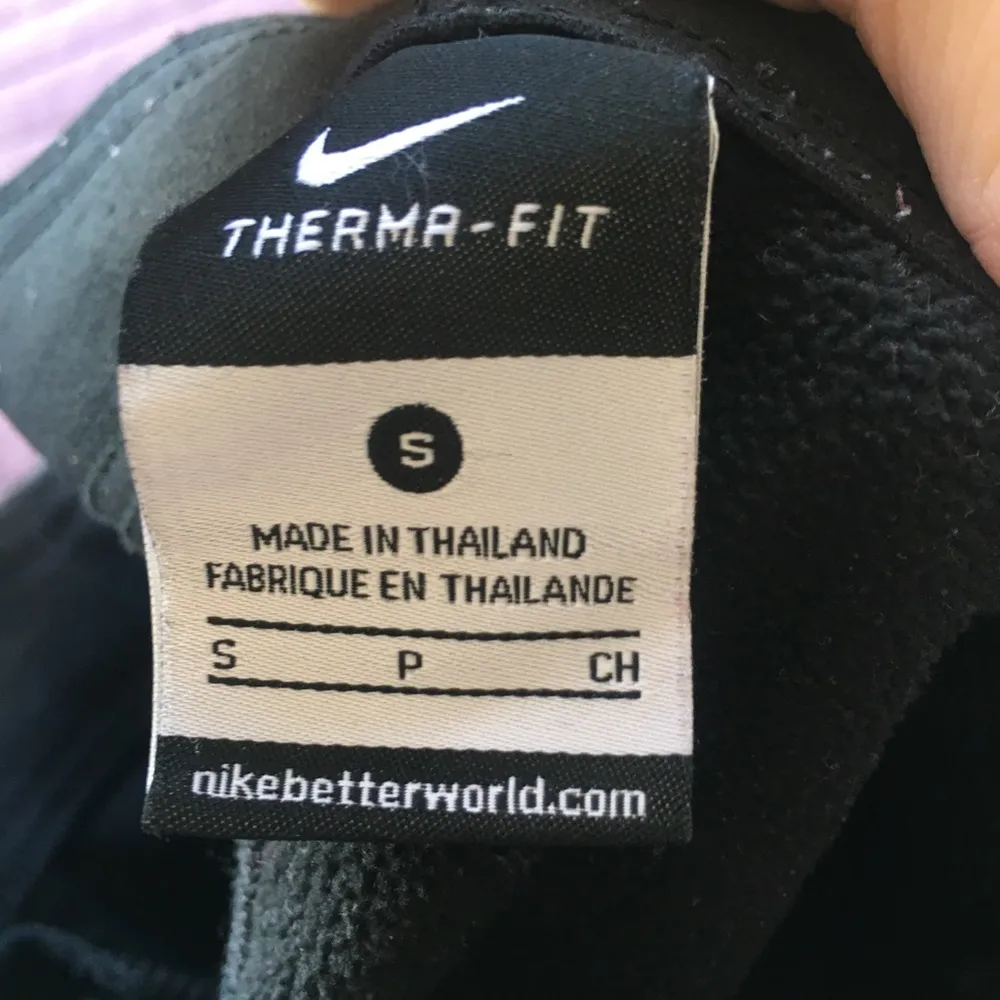 THERMA-FIT
S
MADE IN THAILAND
FABRIQUE EN THAILANDE
S P CH
nikebetterworld.com